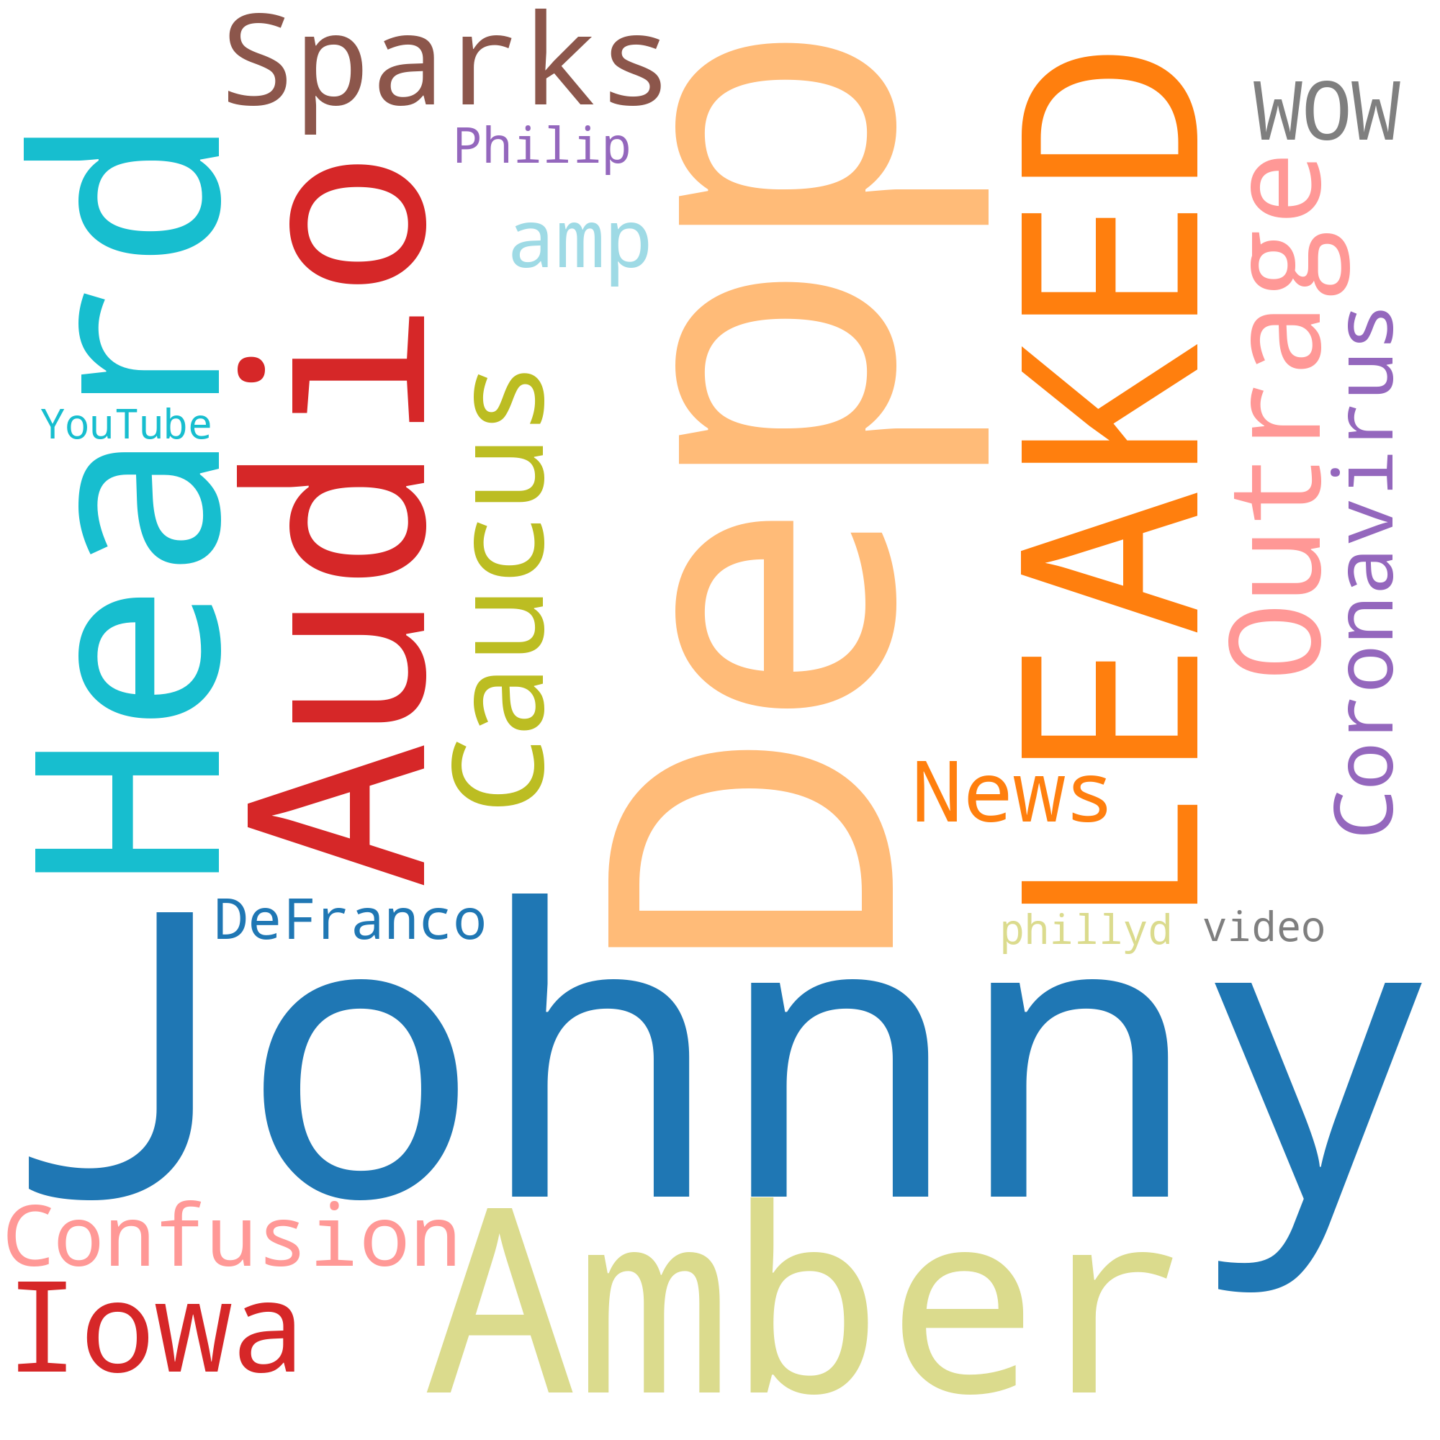 Sparks
Philip
WOW
Heard
Audio
amp
Depp
LEAKED
Outrage
Coronavirus
YouTube
Caucus
News
DeFranco
phillyd
video
Johnny
Confusion
Amber
Iowa